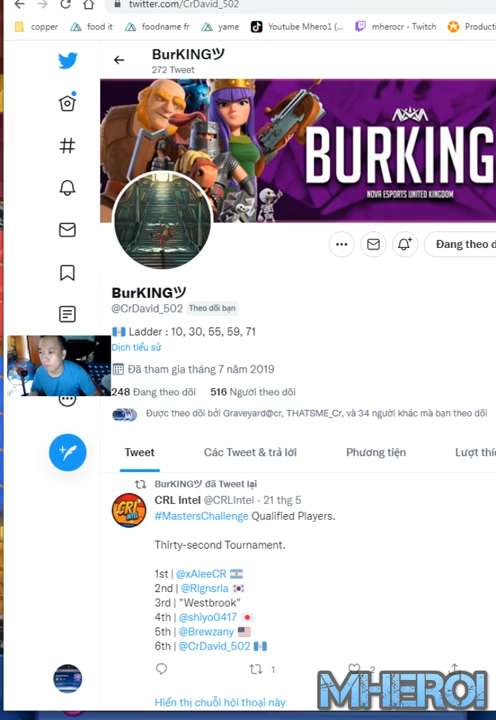 twitter.com/CrDavid_502
copper food it foodname fr yame Youtube Mhero1 (... mherocr - Twitch Producti
BurKINGツ
272 Tweet
BURKING
NOVA ESPORTS UNITED KINGDOM
Đang theo d
BurKINGツ
@CrDavid_502 Theo dõi bạn
🇬🇹 Ladder : 10, 30, 55, 59, 71
Dịch tiểu sử
Đã tham gia tháng 7 năm 2019
248 Đang theo dõi 516 Người theo dõi
Được theo dõi bởi Graveyard@cr, THATSME_Cr, và 34 người khác mà bạn theo dõi
Tweet Các Tweet & trả lời Phương tiện Lượt thíc
BurKINGツ đã Tweet lại
CRL Intel @CRLIntel · 21 thg 5
#MastersChallenge Qualified Players.
Thirty-second Tournament.
1st | @xAleeCR 🇦🇷
2nd | @Rignsrla 🇰🇷
3rd | "Westbrook"
4th | @shiyo0417 🇯🇵
5th | @Brewzany 🇺🇸
6th | @CrDavid_502 🇬🇹
1 2
Hiển thị chuỗi hội thoại này
MHERO1